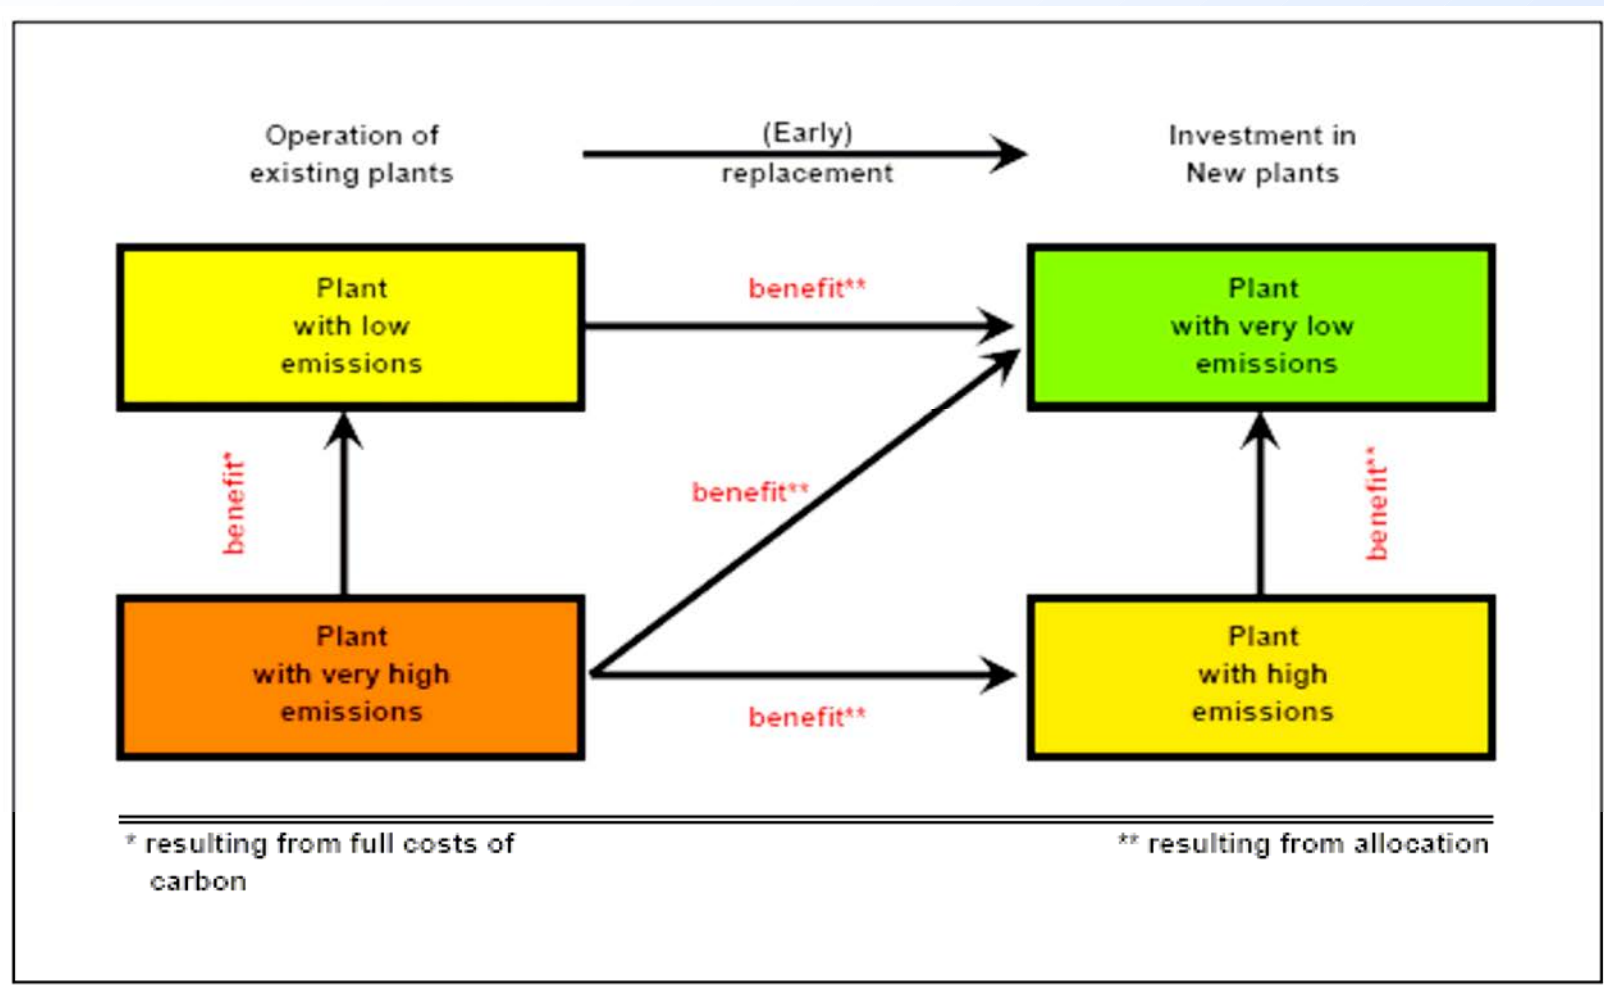 Operation of
existing plants
(Early)
replacement
Investment in
New plants
Plant
with low
emissions
benefit**
Plant
with very low
emissions
benefit*
benefit**
benefit**
Plant
with very high
emissions
benefit**
Plant
with high
emissions
* resulting from full costs of
carbon
** resulting from allocation